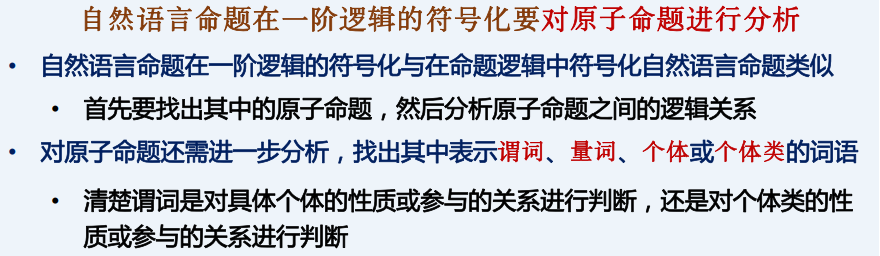 自然语言命题在一阶逻辑的符号化要对原子命题进行分析
• 自然语言命题在一阶逻辑的符号化与在命题逻辑中符号化自然语言命题类似
• 首先要找出其中的原子命题，然后分析原子命题之间的逻辑关系
• 对原子命题还需进一步分析，找出其中表示谓词、量词、个体或个体类的词语
• 清楚谓词是对具体个体的性质或参与的关系进行判断，还是对个体类的性
质或参与的关系进行判断